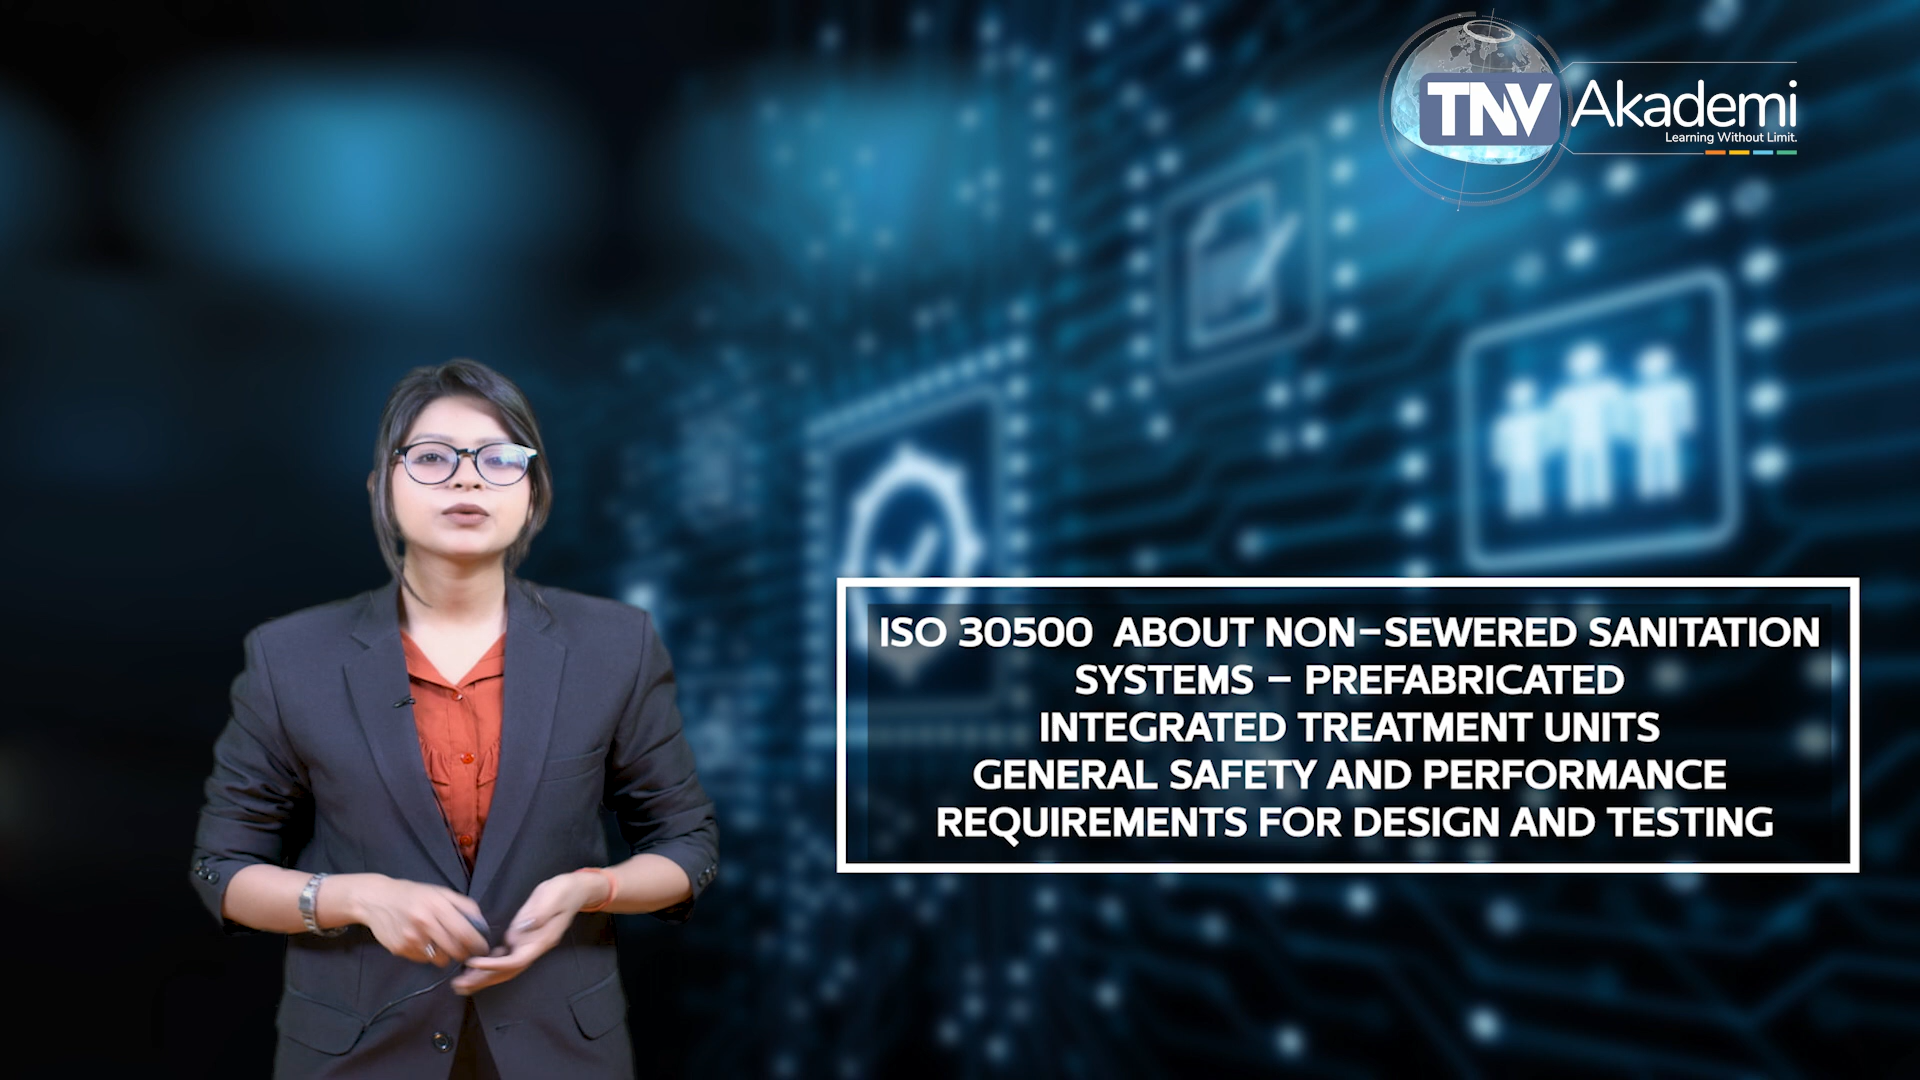 TNV Akademi
Learning Without Limit.
ISO 30500 ABOUT NON-SEWERED SANITATION
SYSTEMS – PREFABRICATED
INTEGRATED TREATMENT UNITS
GENERAL SAFETY AND PERFORMANCE
REQUIREMENTS FOR DESIGN AND TESTING